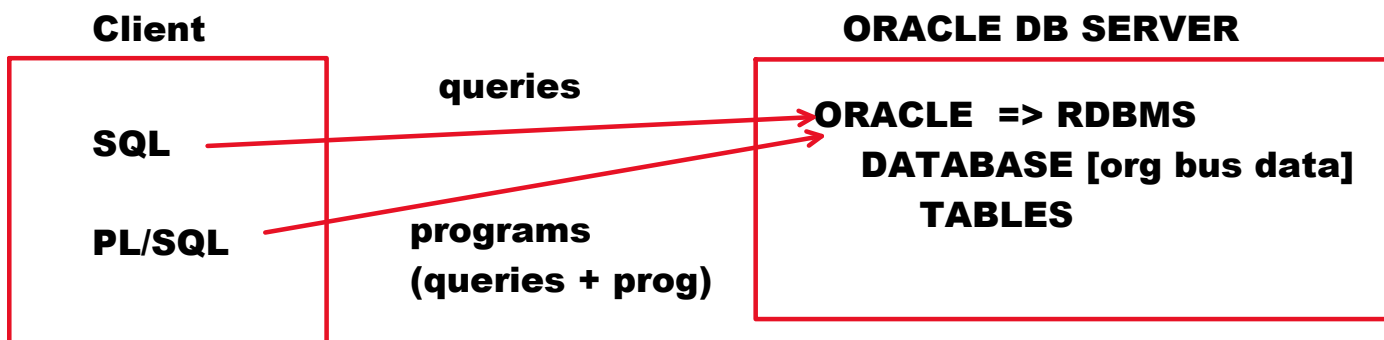 Client
SQL
PL/SQL
queries
programs
(queries + prog)
ORACLE DB SERVER
ORACLE => RDBMS
DATABASE [org bus data]
TABLES